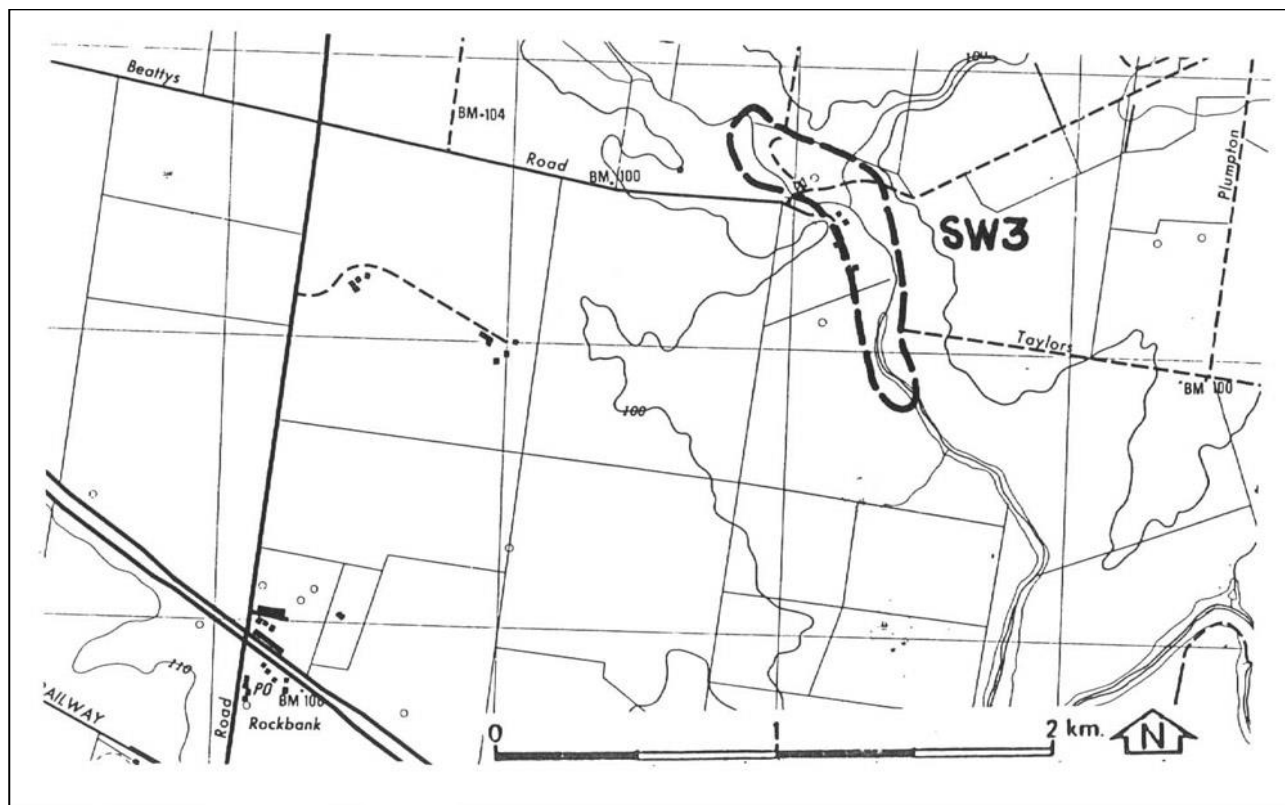 Beattys
100
BM.104
Road
BM. 100
Plumpton
SW3
Taylors
BM 100
100
110
RAILWAY
PO
BM 106
Road
Rockbank
0
1
2 km.
N